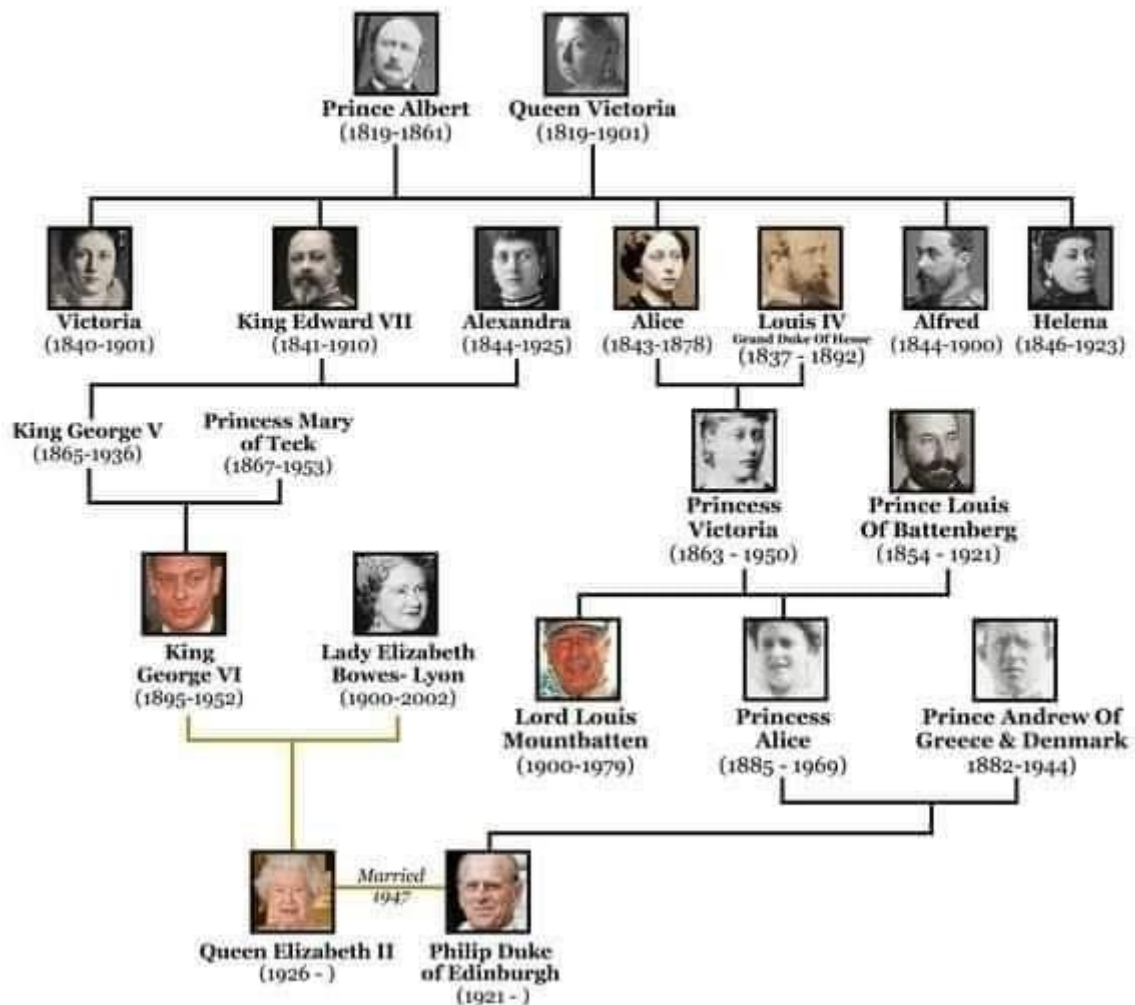 Prince Albert
(1819-1861)
Queen Victoria
(1819-1901)
Victoria
(1840-1901)
King Edward VII
(1841-1910)
Alexandra
(1844-1925)
Alice
(1843-1878)
Louis IV
Grand Duke Of Hesse
(1837 - 1892)
Alfred
(1844-1900)
Helena
(1846-1923)
King George V
(1865-1936)
Princess Mary
of Teck
(1867-1953)
Princess
Victoria
(1863 - 1950)
Prince Louis
Of Battenberg
(1854 - 1921)
King
George VI
(1895-1952)
Lady Elizabeth
Bowes- Lyon
(1900-2002)
Lord Louis
Mountbatten
(1900-1979)
Princess
Alice
(1885 - 1969)
Prince Andrew Of
Greece & Denmark
1882-1944)
Married
1947
Queen Elizabeth II
(1926 - )
Philip Duke
of Edinburgh
(1921 - )